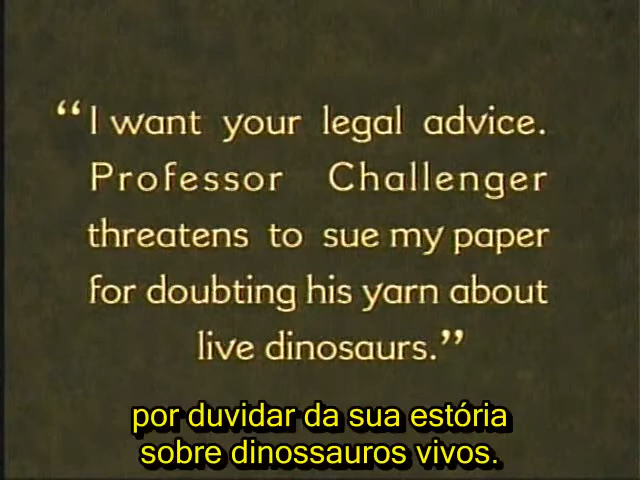 “I want your legal advice.
Professor Challenger
threatens to sue my paper
for doubting his yarn about
live dinosaurs.”
por duvidar da sua estória
sobre dinossauros vivos.